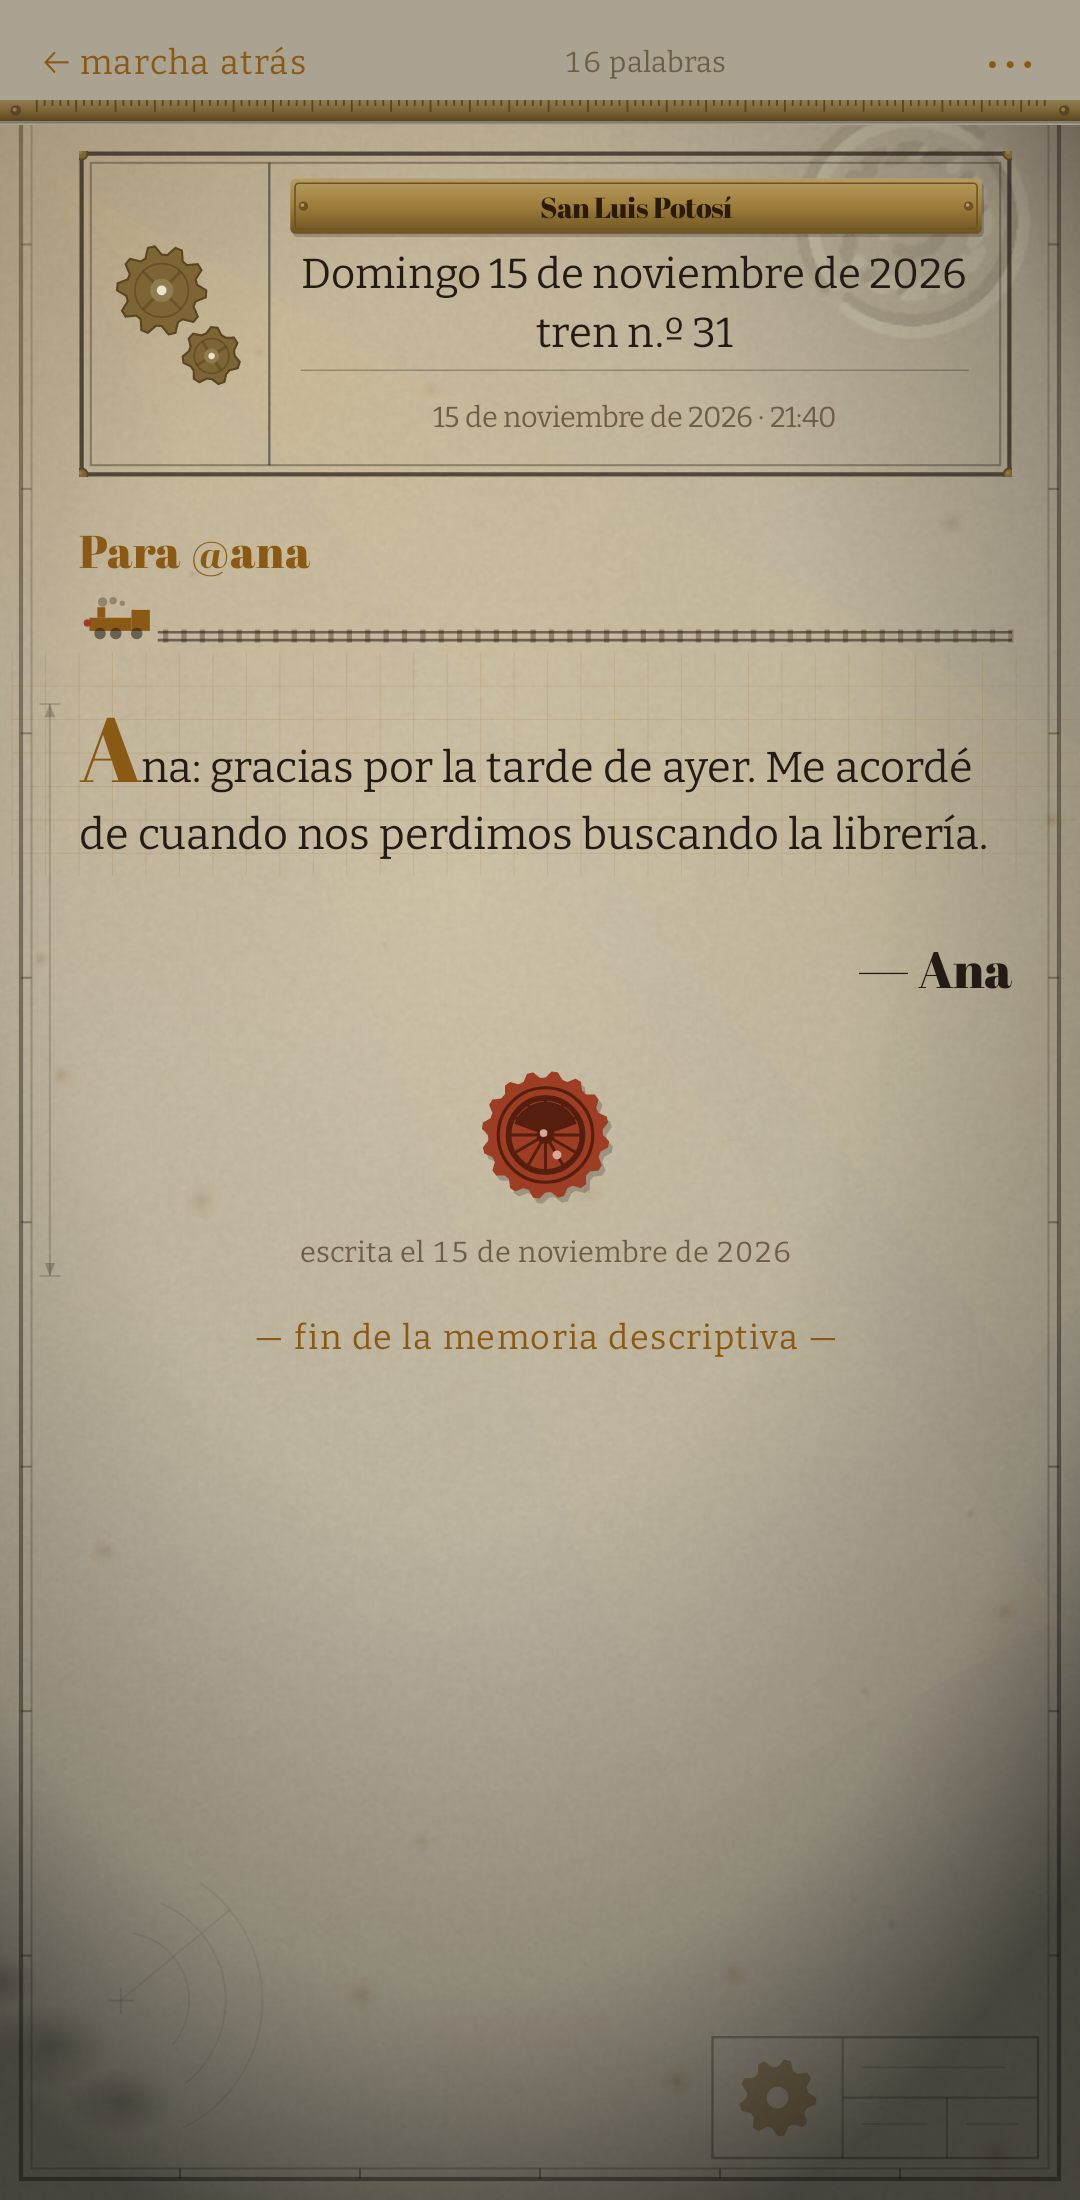 ← marcha atrás
16 palabras
...
San Luis Potosí
Domingo 15 de noviembre de 2026
tren n.º 31
15 de noviembre de 2026 · 21:40
Para @ana
Ana: gracias por la tarde de ayer. Me acordé
de cuando nos perdimos buscando la librería.
— Ana
escrita el 15 de noviembre de 2026
— fin de la memoria descriptiva —